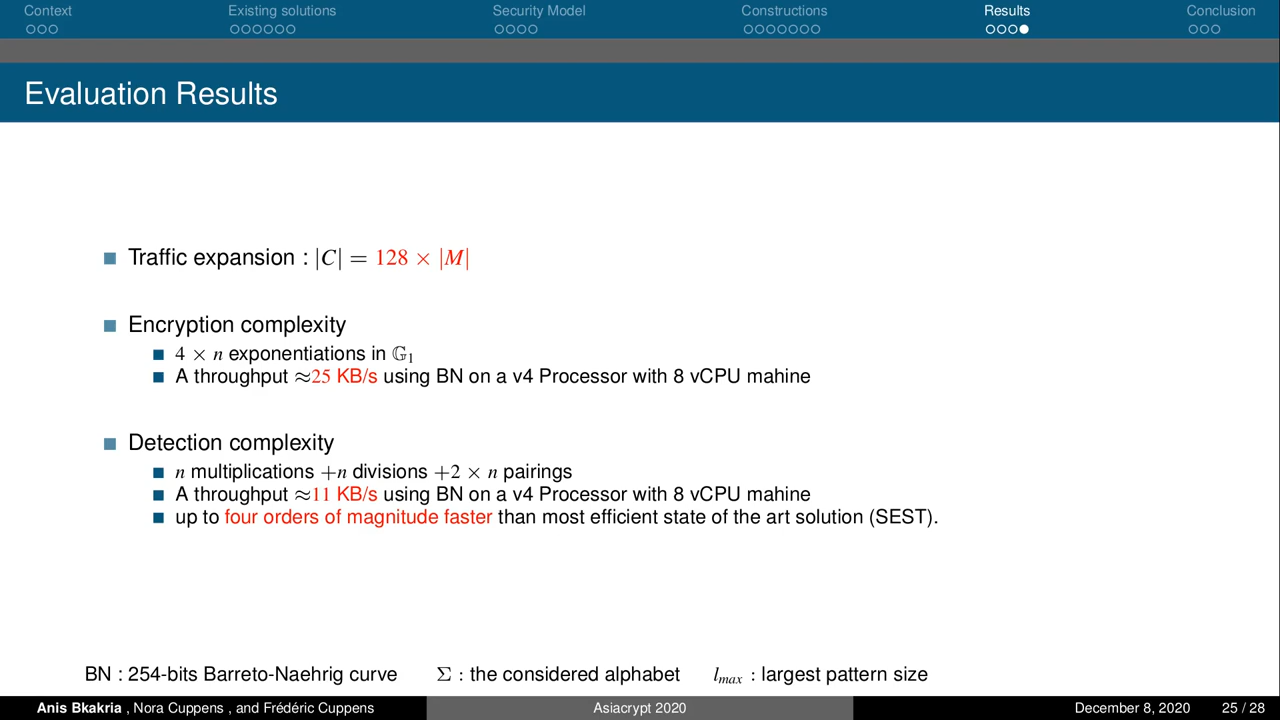 Context Existing solutions Security Model Constructions Results Conclusion
Evaluation Results
Traffic expansion : |C| = 128 × |M|
Encryption complexity
4 × n exponentiations in 𝔾₁
A throughput ≈25 KB/s using BN on a v4 Processor with 8 vCPU mahine
Detection complexity
n multiplications +n divisions +2 × n pairings
A throughput ≈11 KB/s using BN on a v4 Processor with 8 vCPU mahine
up to four orders of magnitude faster than most efficient state of the art solution (SEST).
BN : 254-bits Barreto-Naehrig curve Σ : the considered alphabet lmax : largest pattern size
Anis Bkakria , Nora Cuppens , and Frédéric Cuppens Asiacrypt 2020 December 8, 2020 25 / 28